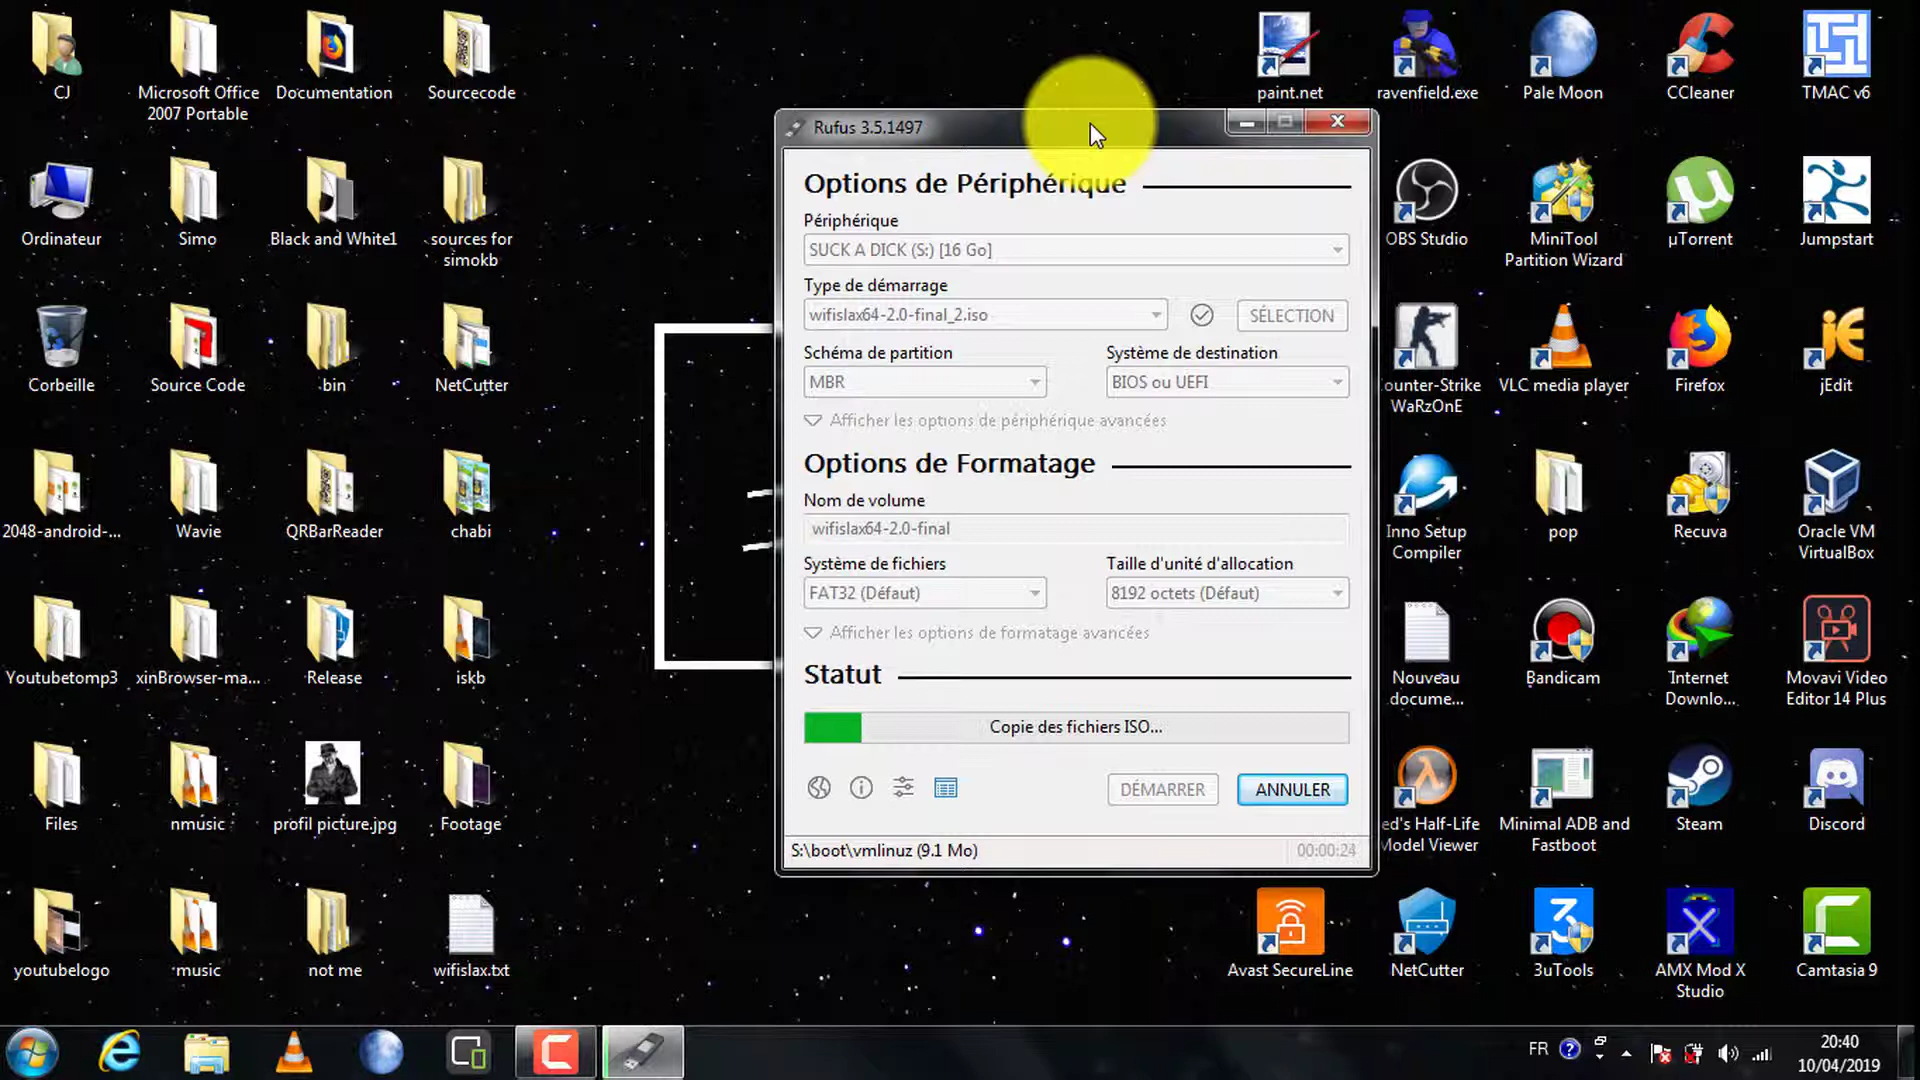 CJ
Microsoft Office
2007 Portable
Documentation
Sourcecode
paint.net
ravenfield.exe
Pale Moon
CCleaner
TMAC v6
Ordinateur
Simo
Black and White1
sources for
simokb
OBS Studio
MiniTool
Partition Wizard
µTorrent
Jumpstart
Corbeille
Source Code
bin
NetCutter
ounter-Strike
WaRzOnE
VLC media player
Firefox
jEdit
2048-android-...
Wavie
QRBarReader
chabi
Inno Setup
Compiler
pop
Recuva
Oracle VM
VirtualBox
Youtubetomp3
xinBrowser-ma...
Release
iskb
Nouveau
docume...
Bandicam
Internet
Downlo...
Movavi Video
Editor 14 Plus
Files
nmusic
profil picture.jpg
Footage
ed's Half-Life
Model Viewer
Minimal ADB and
Fastboot
Steam
Discord
youtubelogo
music
not me
wifislax.txt
Avast SecureLine
NetCutter
3uTools
AMX Mod X
Studio
Camtasia 9
Rufus 3.5.1497
Options de Périphérique
Périphérique
SUCK A DICK (S:) [16 Go]
Type de démarrage
wifislax64-2.0-final_2.iso
SÉLECTION
Schéma de partition
Système de destination
MBR
BIOS ou UEFI
Afficher les options de périphérique avancées
Options de Formatage
Nom de volume
wifislax64-2.0-final
Système de fichiers
Taille d'unité d'allocation
FAT32 (Défaut)
8192 octets (Défaut)
Afficher les options de formatage avancées
Statut
Copie des fichiers ISO...
DÉMARRER
ANNULER
S:\boot\vmlinuz (9.1 Mo)
00:00:24
FR
20:40
10/04/2019